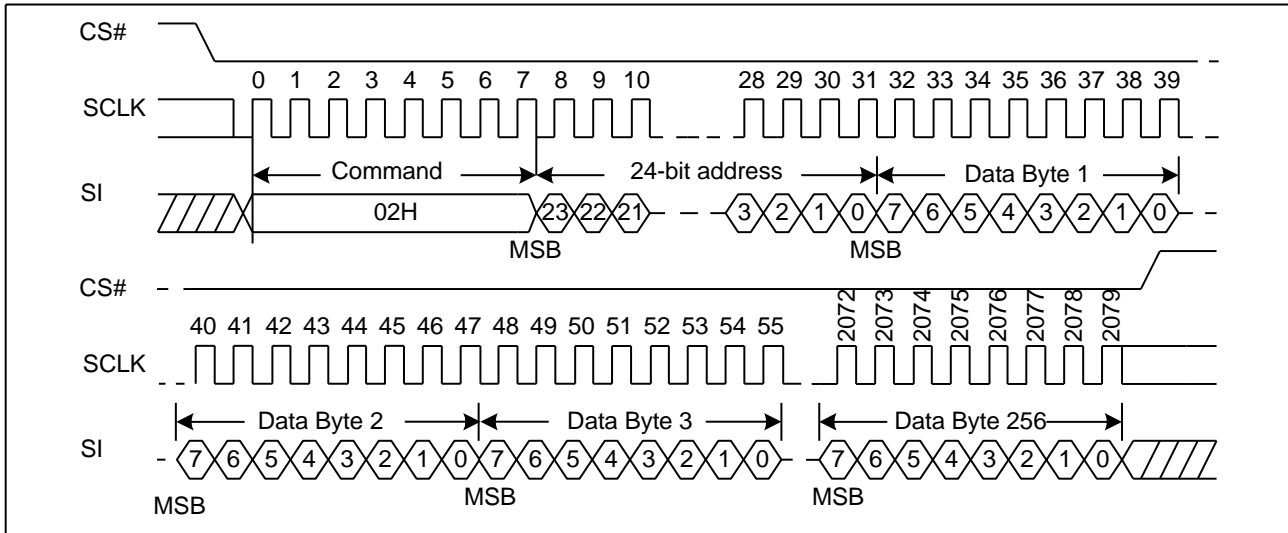 CS#
0 1 2 3 4 5 6 7 8 9 10 28 29 30 31 32 33 34 35 36 37 38 39
SCLK
Command 24-bit address Data Byte 1
SI
02H 23 22 21 3 2 1 0 7 6 5 4 3 2 1 0
MSB MSB
CS#
2072 2073 2074 2075 2076 2077 2078 2079
40 41 42 43 44 45 46 47 48 49 50 51 52 53 54 55
SCLK
Data Byte 2 Data Byte 3 Data Byte 256
SI
7 6 5 4 3 2 1 0 7 6 5 4 3 2 1 0 7 6 5 4 3 2 1 0
MSB MSB MSB